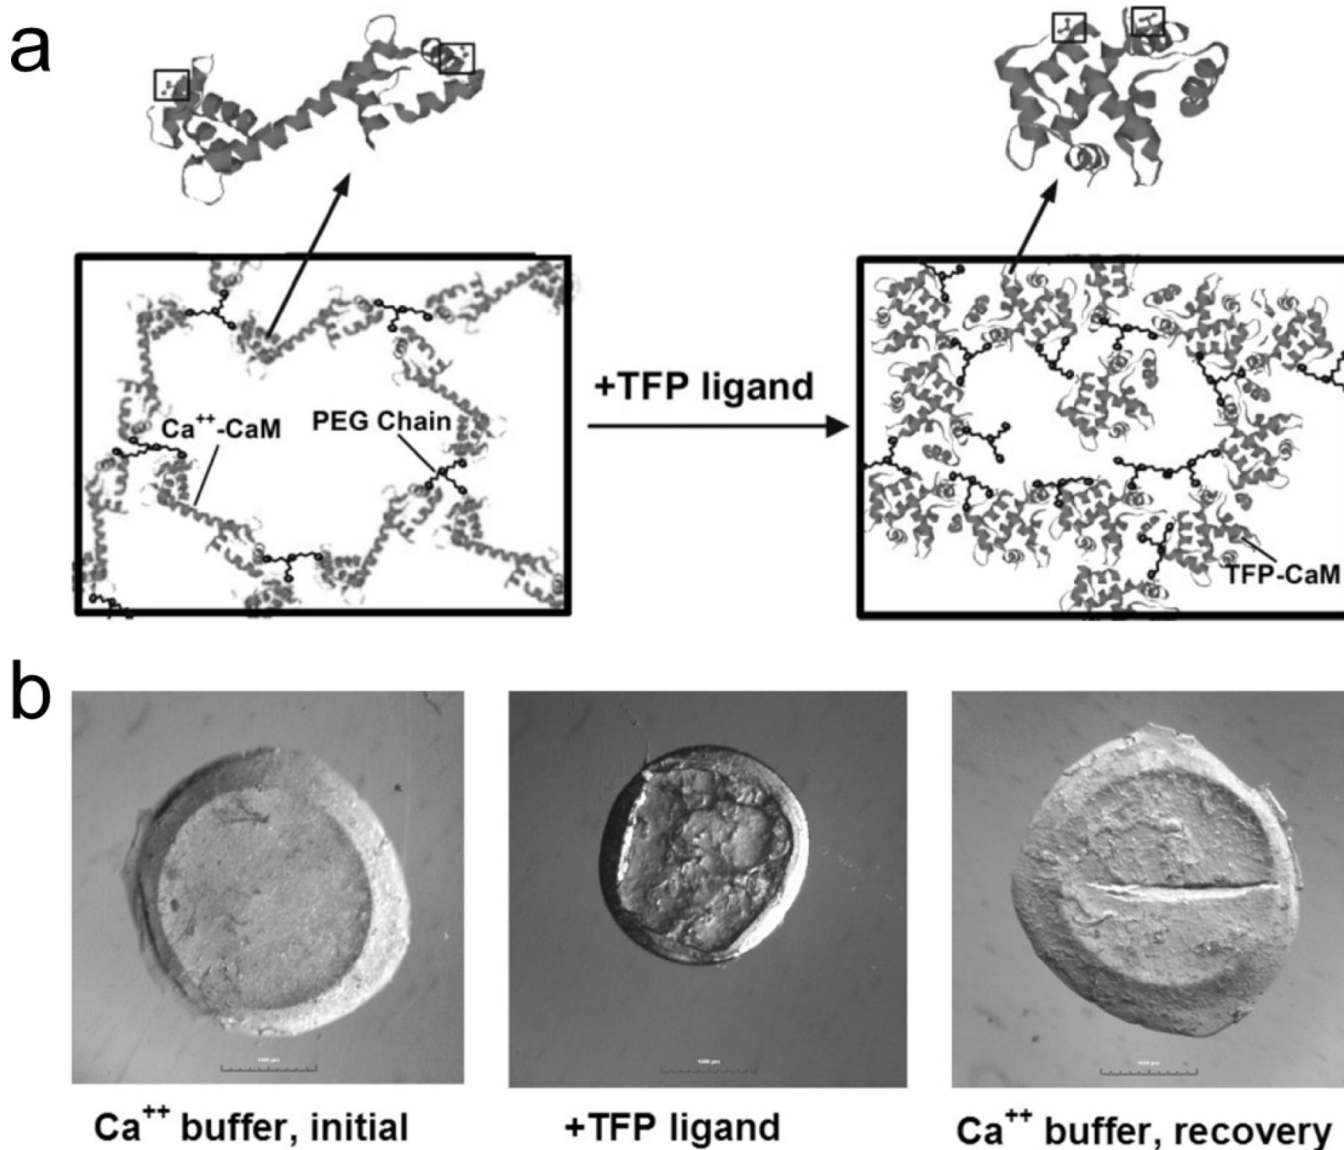 a
+TFP ligand
Ca++-CaM
PEG Chain
TFP-CaM
b
Ca++ buffer, initial
+TFP ligand
Ca++ buffer, recovery